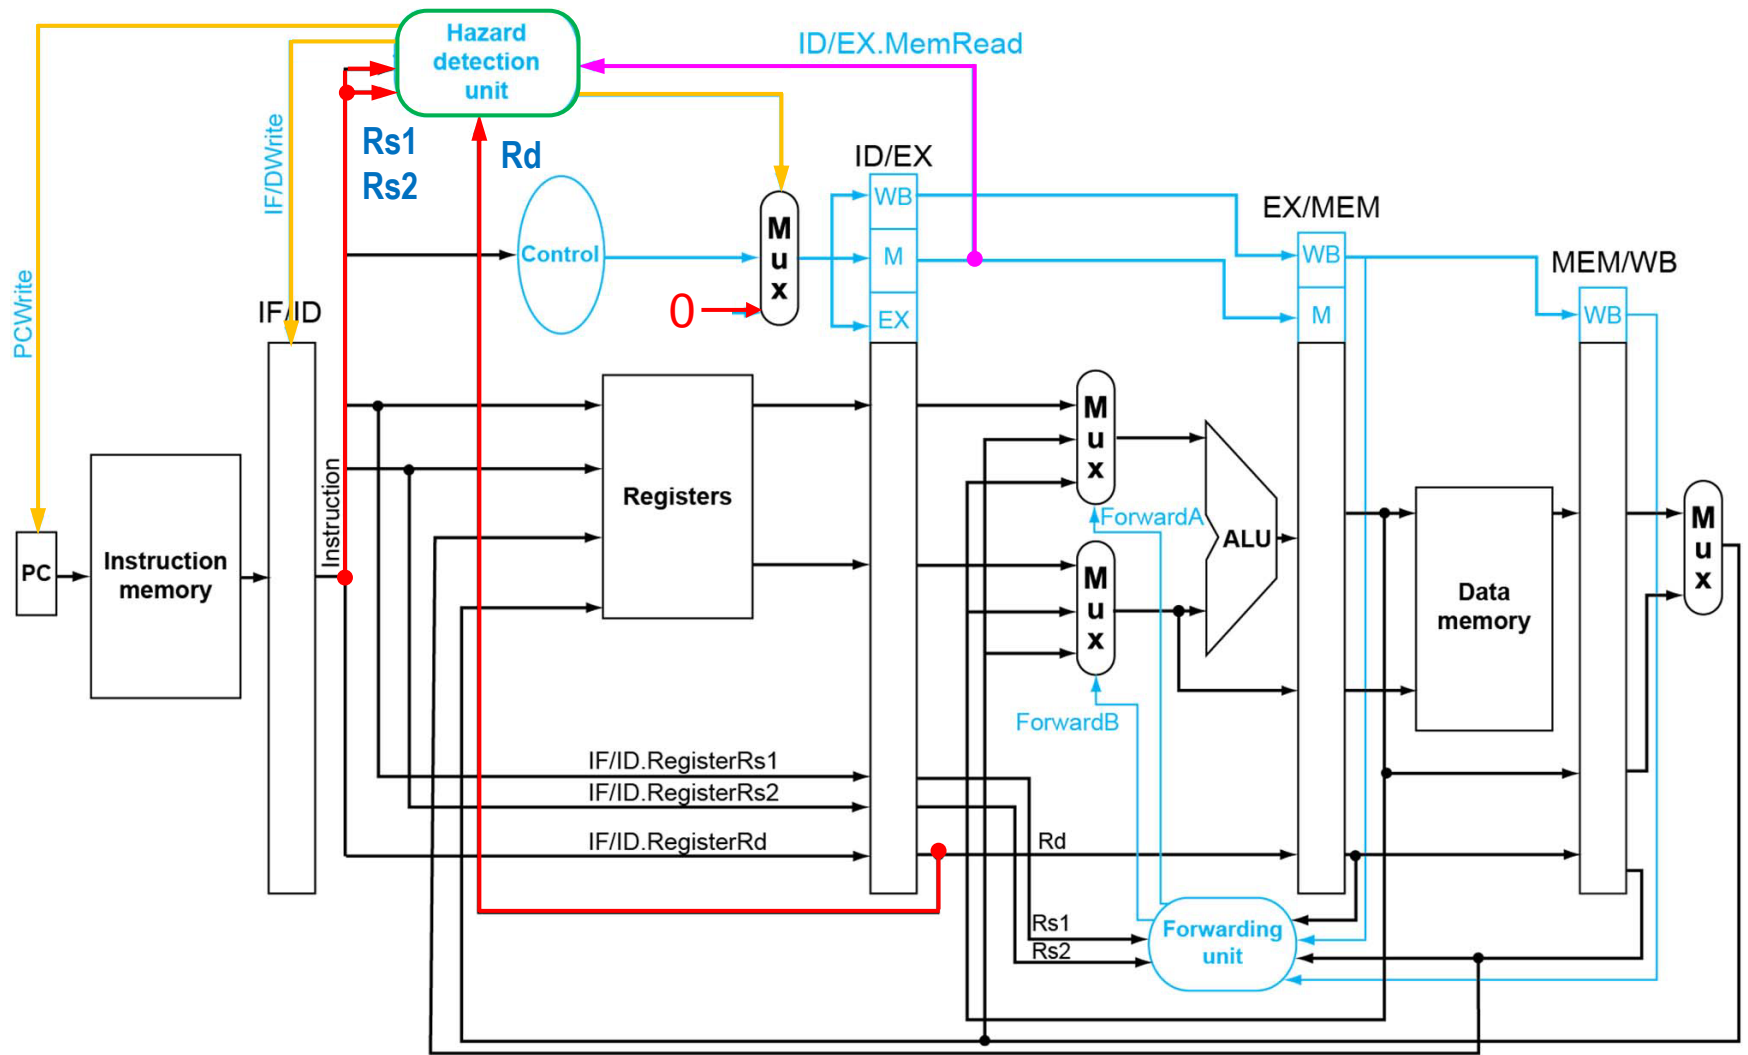 Hazard
detection
unit
ID/EX.MemRead
IF/DWrite
Rs1
Rs2
Rd
ID/EX
WB
M
EX
EX/MEM
WB
M
MEM/WB
WB
Control
M
u
x
0
PCWrite
IF/ID
PC
Instruction
memory
Instruction
Registers
M
u
x
ForwardA
M
u
x
ForwardB
ALU
Data
memory
M
u
x
IF/ID.RegisterRs1
IF/ID.RegisterRs2
IF/ID.RegisterRd
Rd
Rs1
Rs2
Forwarding
unit